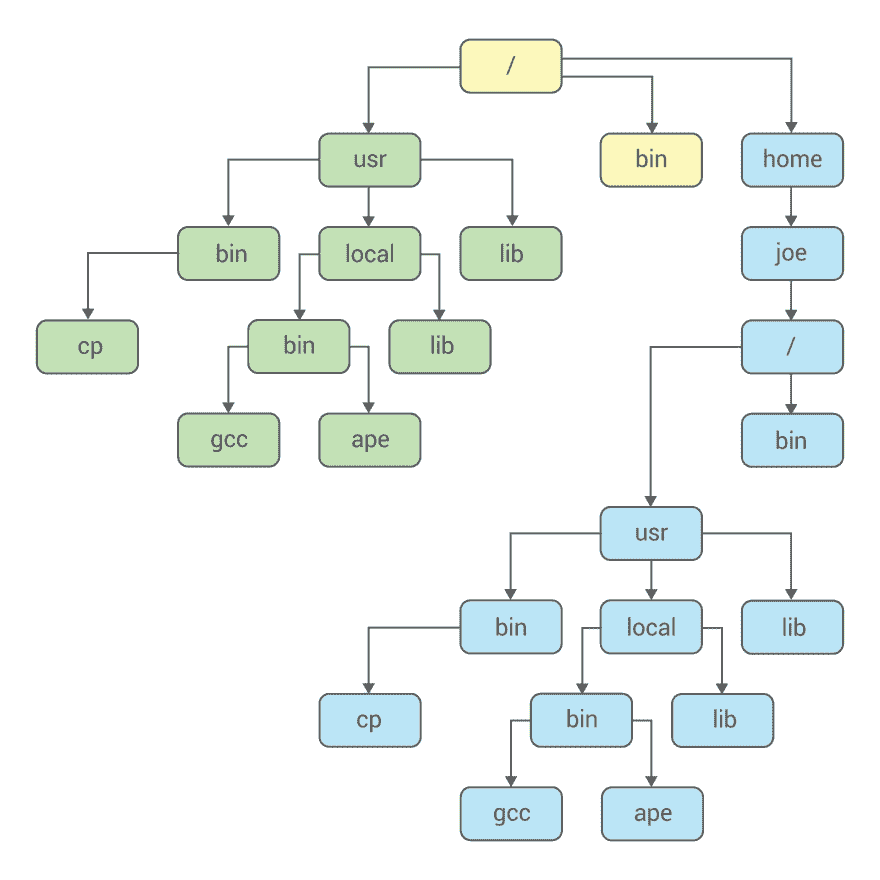 /
usr
bin
home
bin
local
lib
joe
cp
bin
lib
/
gcc
ape
bin
usr
bin
local
lib
cp
bin
lib
gcc
ape